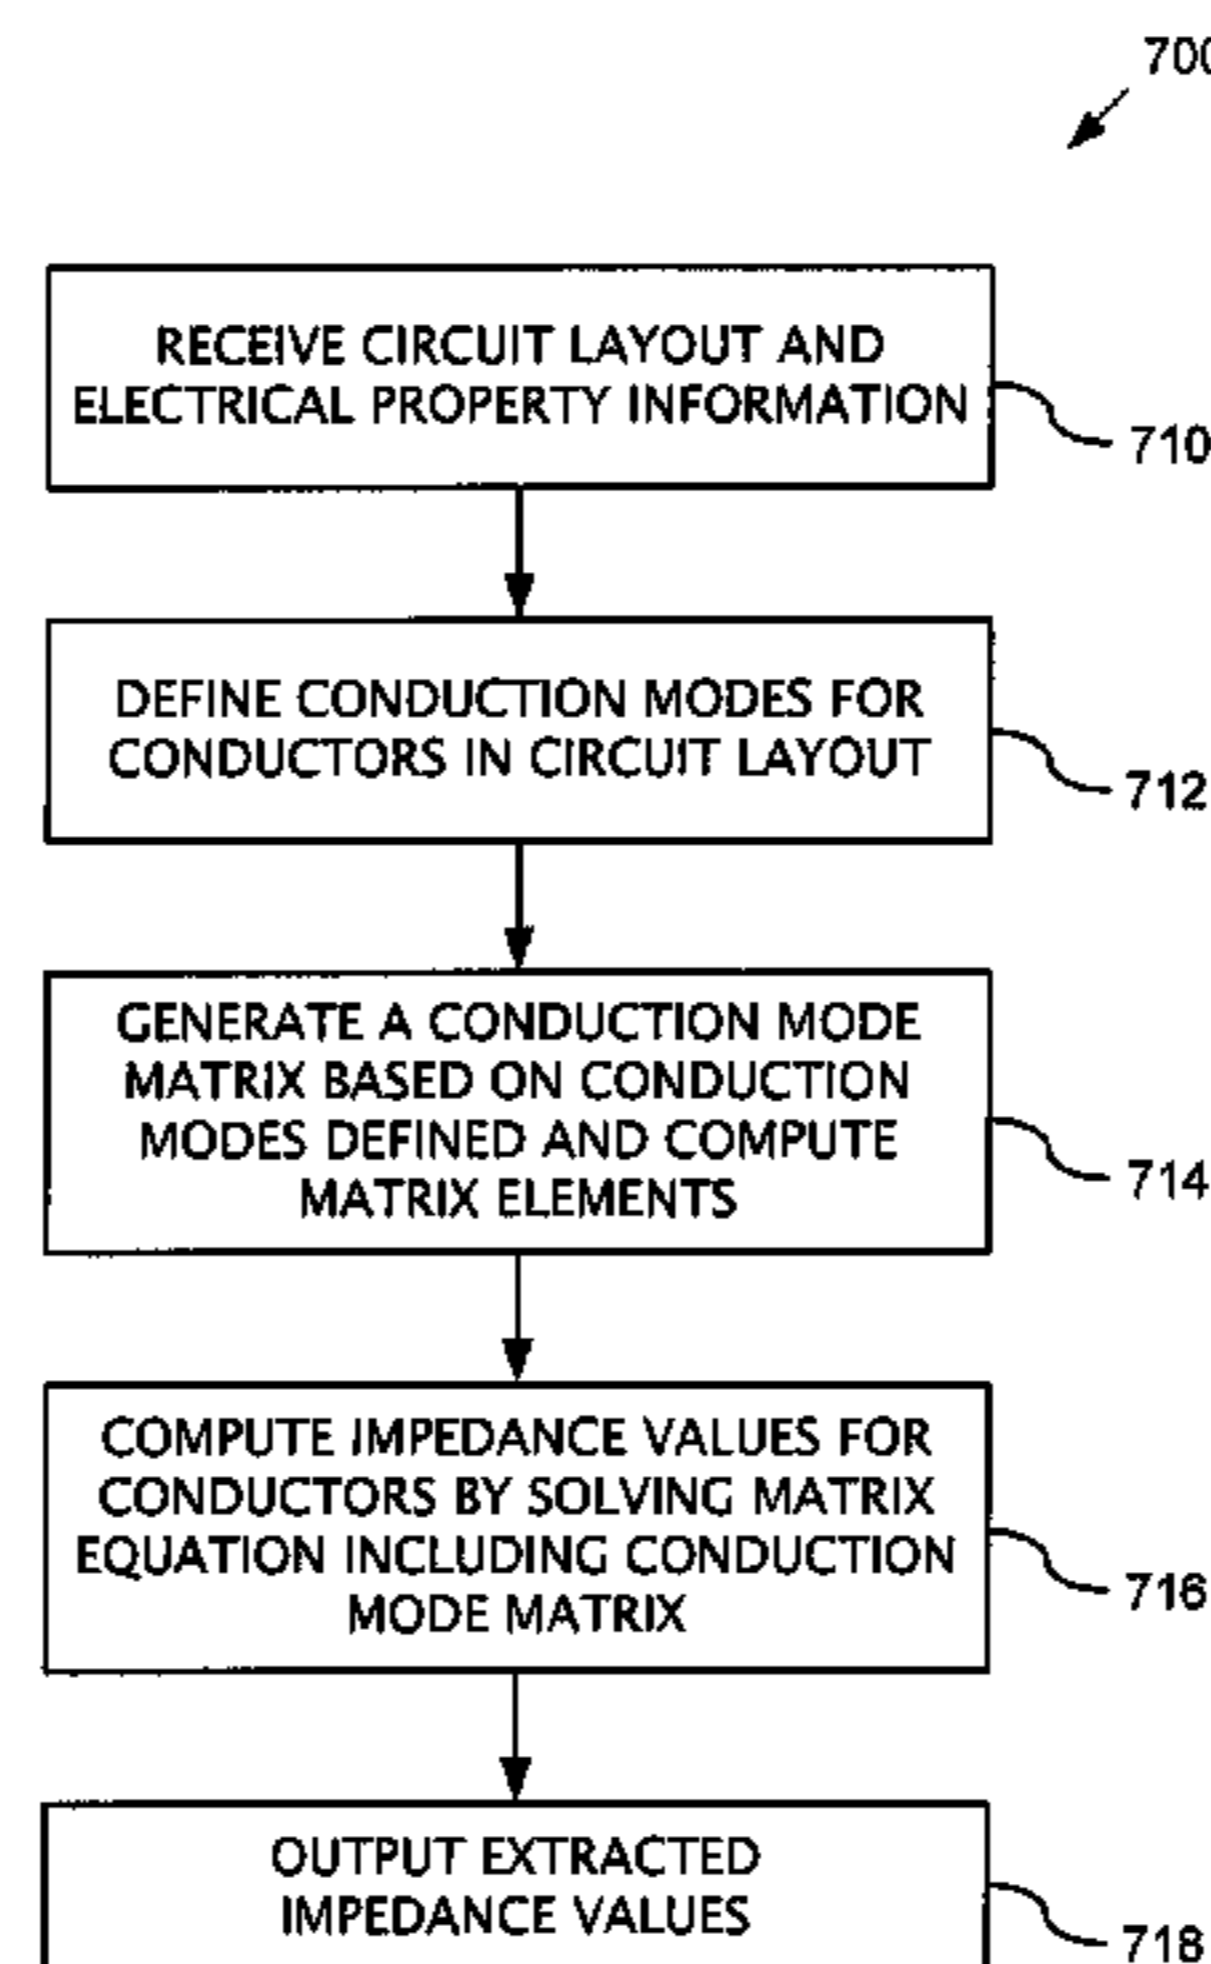 700
RECEIVE CIRCUIT LAYOUT AND
ELECTRICAL PROPERTY INFORMATION
710
DEFINE CONDUCTION MODES FOR
CONDUCTORS IN CIRCUIT LAYOUT
712
GENERATE A CONDUCTION MODE
MATRIX BASED ON CONDUCTION
MODES DEFINED AND COMPUTE
MATRIX ELEMENTS
714
COMPUTE IMPEDANCE VALUES FOR
CONDUCTORS BY SOLVING MATRIX
EQUATION INCLUDING CONDUCTION
MODE MATRIX
716
OUTPUT EXTRACTED
IMPEDANCE VALUES
718